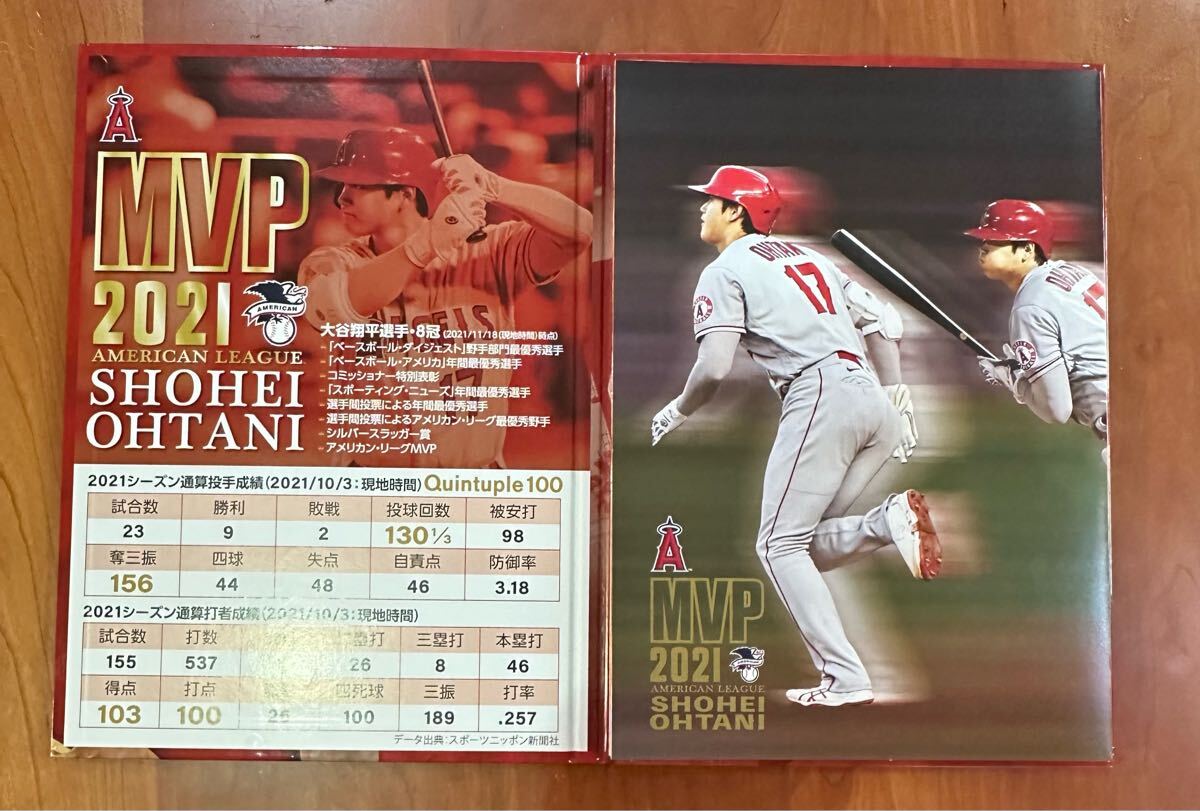 A
MVP
2021
AMERICAN
AMERICAN LEAGUE
SHOHEI
OHTANI
大谷翔平選手・8冠(2021/11/18(現地時間)時点)
「ベースボール・ダイジェスト」野手部門最優秀選手
「ベースボール・アメリカ」年間最優秀選手
コミッショナー特別表彰
「スポーティング・ニューズ」年間最優秀選手
選手間投票による年間最優秀選手
選手間投票によるアメリカン・リーグ最優秀野手
シルバースラッガー賞
アメリカン・リーグMVP
2021シーズン通算投手成績(2021/10/3:現地時間) Quintuple 100
試合数 勝利 敗戦 投球回数 被安打
23 9 2 130 1/3 98
奪三振 四球 失点 自責点 防御率
156 44 48 46 3.18
2021シーズン通算打者成績(2021/10/3:現地時間)
試合数 打数 塁打 三塁打 本塁打
155 537 26 8 46
得点 打点 四死球 三振 打率
103 100 26 100 189 .257
データ出典:スポーツニッポン新聞社
OHTANI
17
A
A
MVP
2021
AMERICAN LEAGUE
SHOHEI
OHTANI